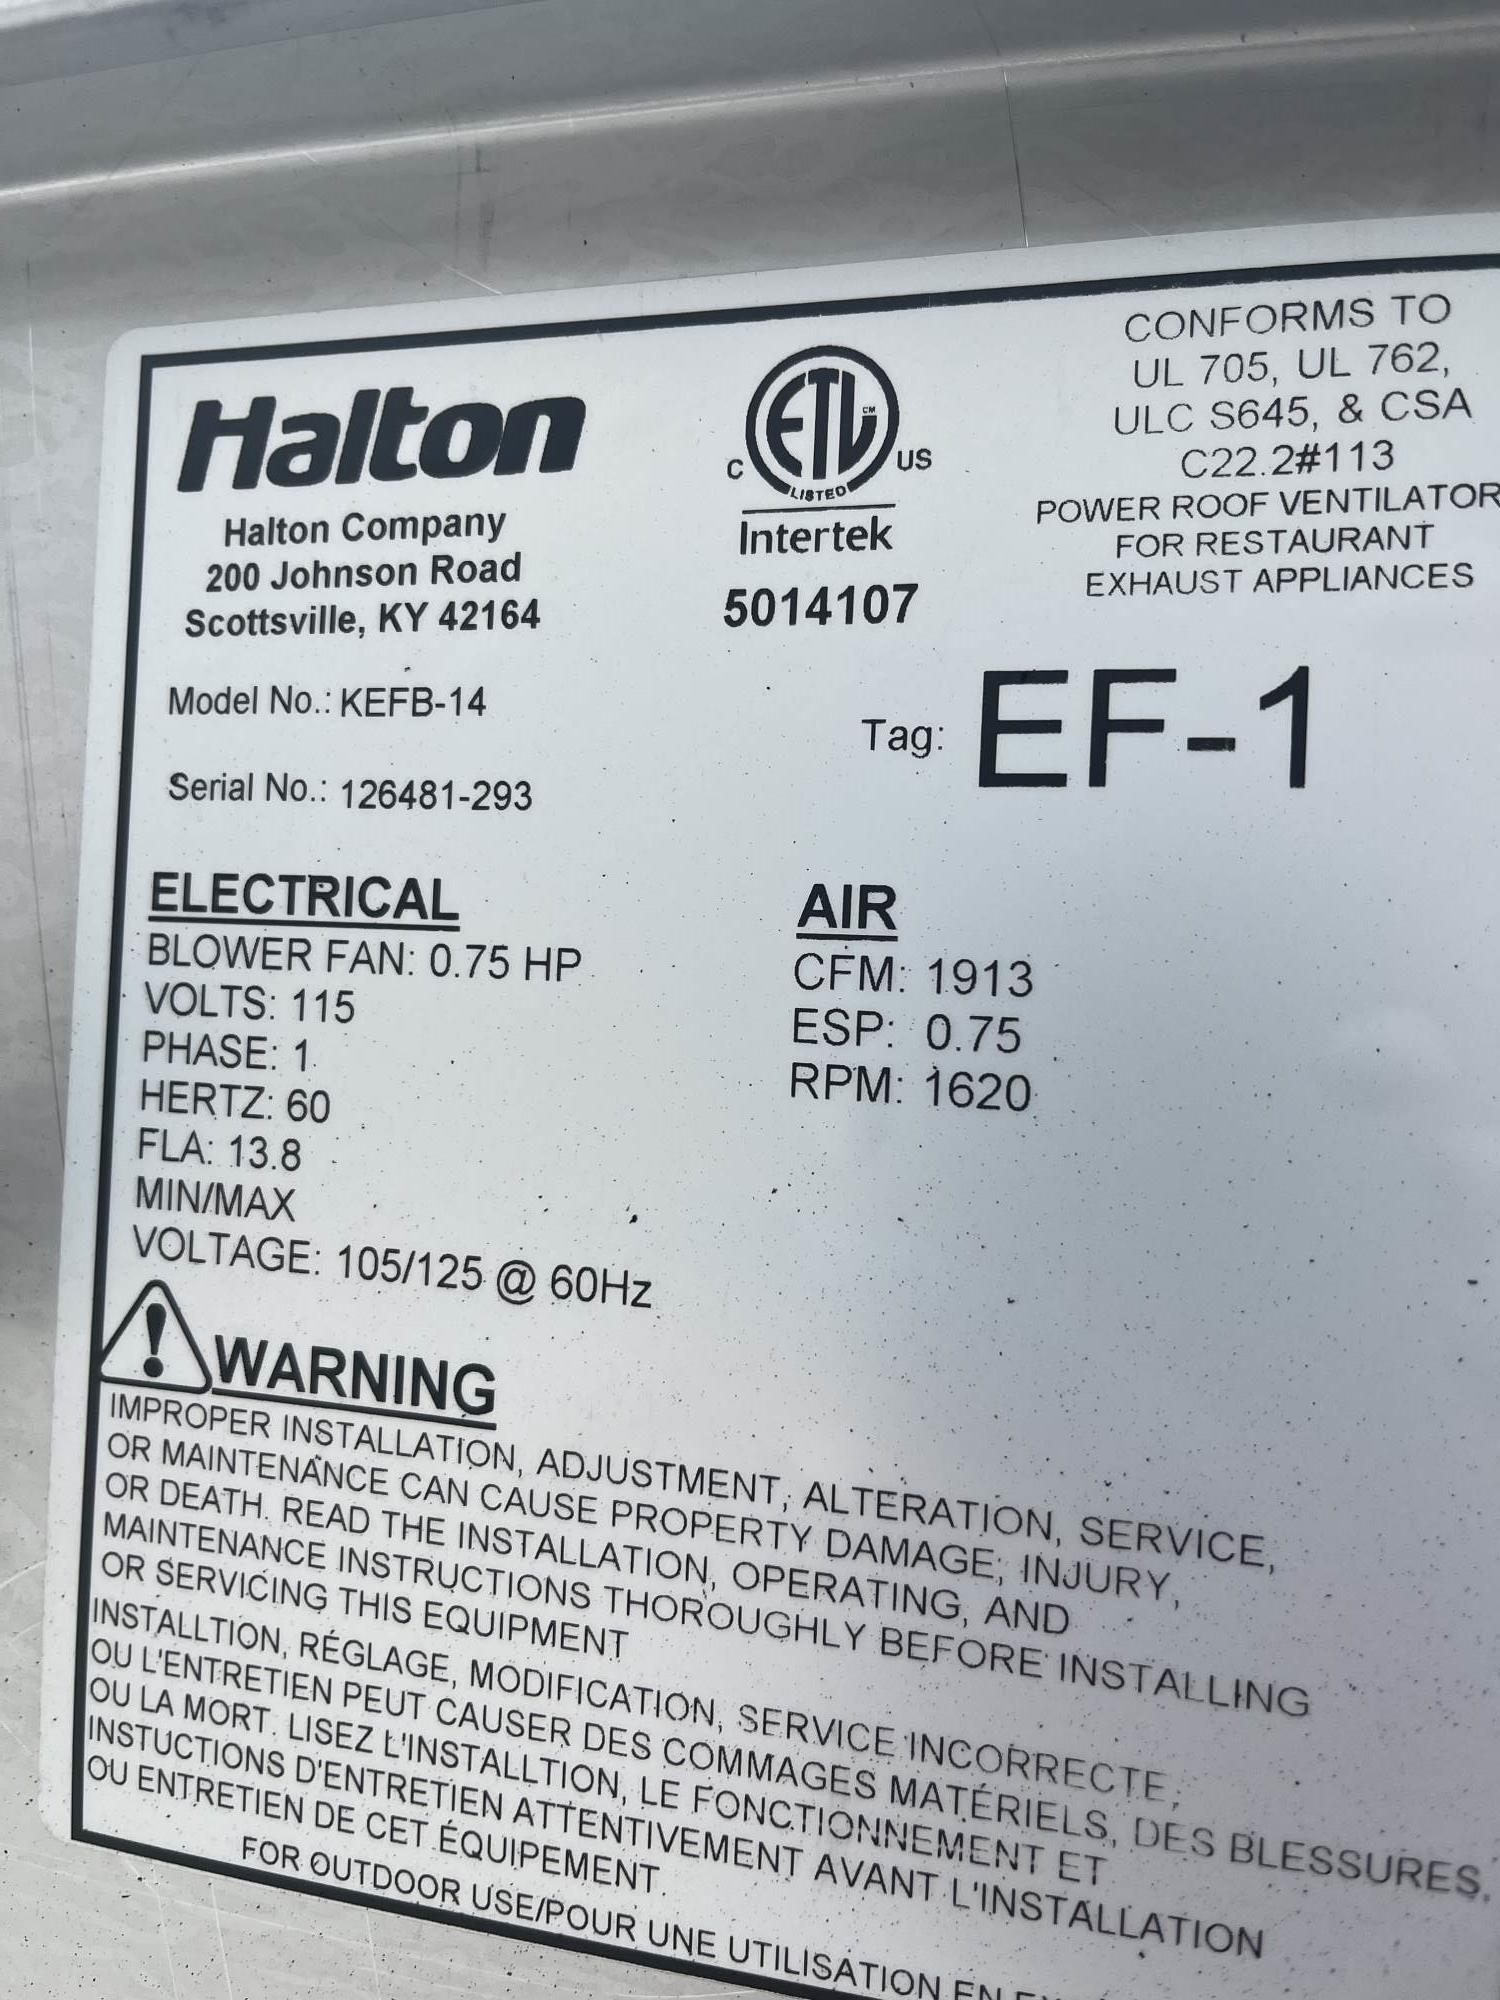 Halton
Halton Company
200 Johnson Road
Scottsville, KY 42164
C ETL CM US
LISTED
Intertek
5014107
CONFORMS TO
UL 705, UL 762,
ULC S645, & CSA
C22.2#113
POWER ROOF VENTILATOR
FOR RESTAURANT
EXHAUST APPLIANCES
Model No.: KEFB-14
Tag: EF-1
Serial No.: 126481-293
ELECTRICAL
BLOWER FAN: 0.75 HP
VOLTS: 115
PHASE: 1
HERTZ: 60
FLA: 13.8
MIN/MAX
VOLTAGE: 105/125 @ 60Hz
AIR
CFM: 1913
ESP: 0.75
RPM: 1620
WARNING
IMPROPER INSTALLATION, ADJUSTMENT, ALTERATION, SERVICE,
OR MAINTENANCE CAN CAUSE PROPERTY DAMAGE, INJURY,
OR DEATH. READ THE INSTALLATION, OPERATING, AND
MAINTENANCE INSTRUCTIONS THOROUGHLY BEFORE INSTALLING
OR SERVICING THIS EQUIPMENT
INSTALLTION, RÉGLAGE, MODIFICATION, SERVICE INCORRECTE,
OU L'ENTRETIEN PEUT CAUSER DES COMMAGES MATÉRIELS, DES BLESSURES,
OU LA MORT. LISEZ L'INSTALLTION, LE FONCTIONNEMENT ET
INSTUCTIONS D'ENTRETIEN ATTENTIVEMENT AVANT L'INSTALLATION
OU ENTRETIEN DE CET ÉQUIPEMENT.
FOR OUTDOOR USE/POUR UNE UTILISATION EN